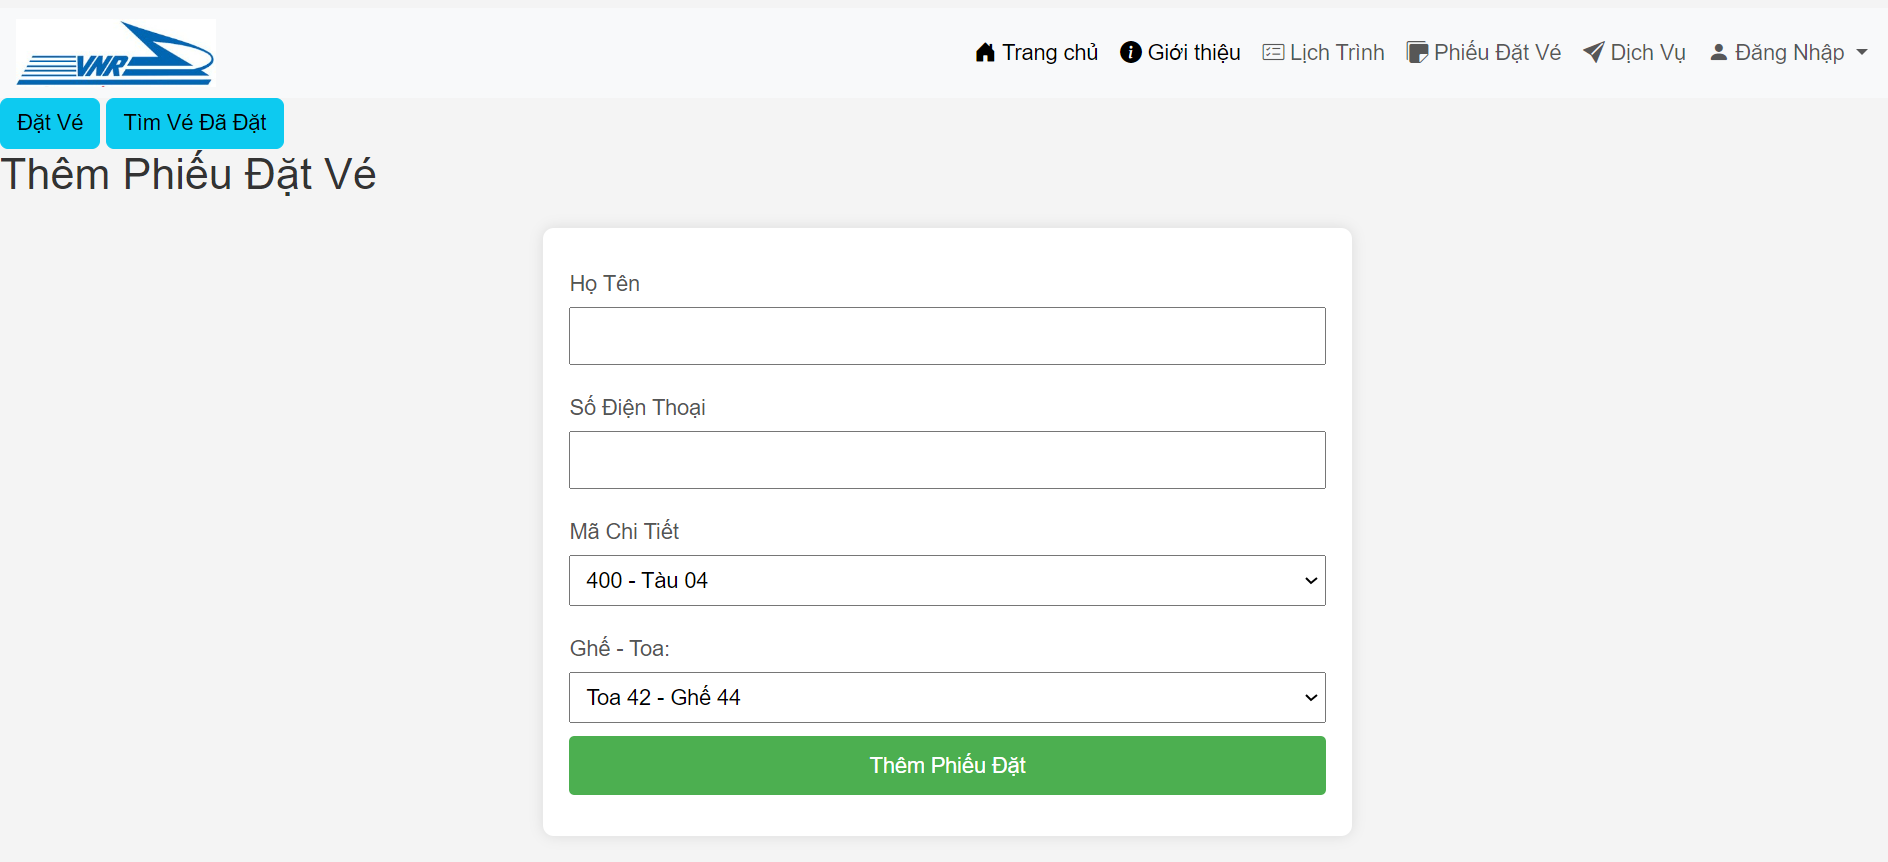 VNR
Trang chủ Giới thiệu Lịch Trình Phiếu Đặt Vé Dịch Vụ Đăng Nhập
Đặt Vé Tìm Vé Đã Đặt
Thêm Phiếu Đặt Vé
Họ Tên
Số Điện Thoại
Mã Chi Tiết
400 - Tàu 04
Ghế - Toa:
Toa 42 - Ghế 44
Thêm Phiếu Đặt